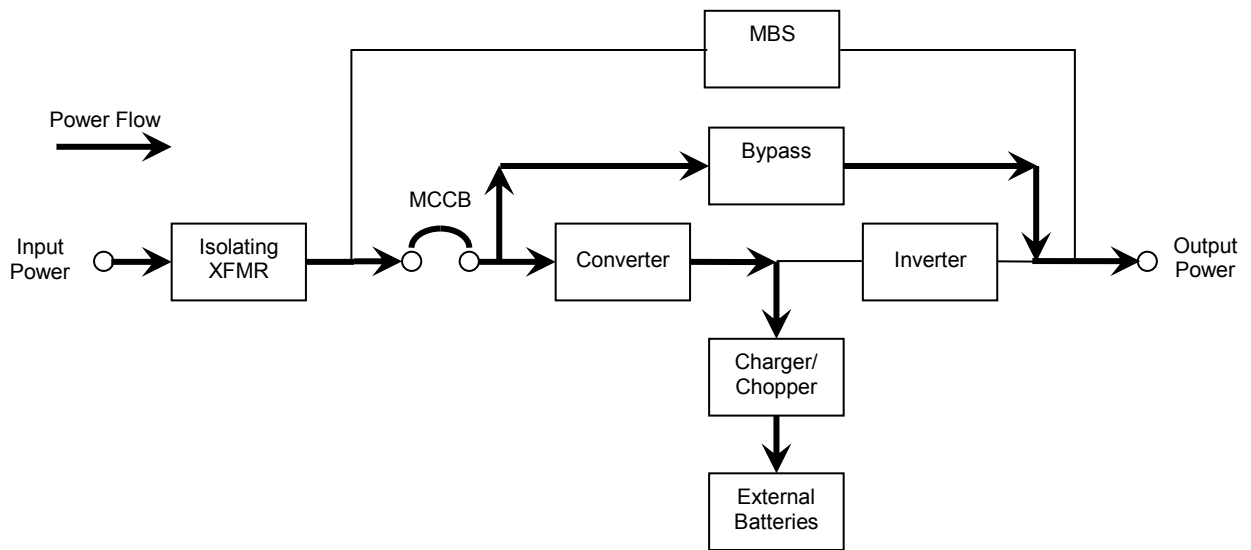 MBS
Power Flow
Bypass
MCCB
Input
Power
Isolating
XFMR
Converter
Inverter
Output
Power
Charger/
Chopper
External
Batteries